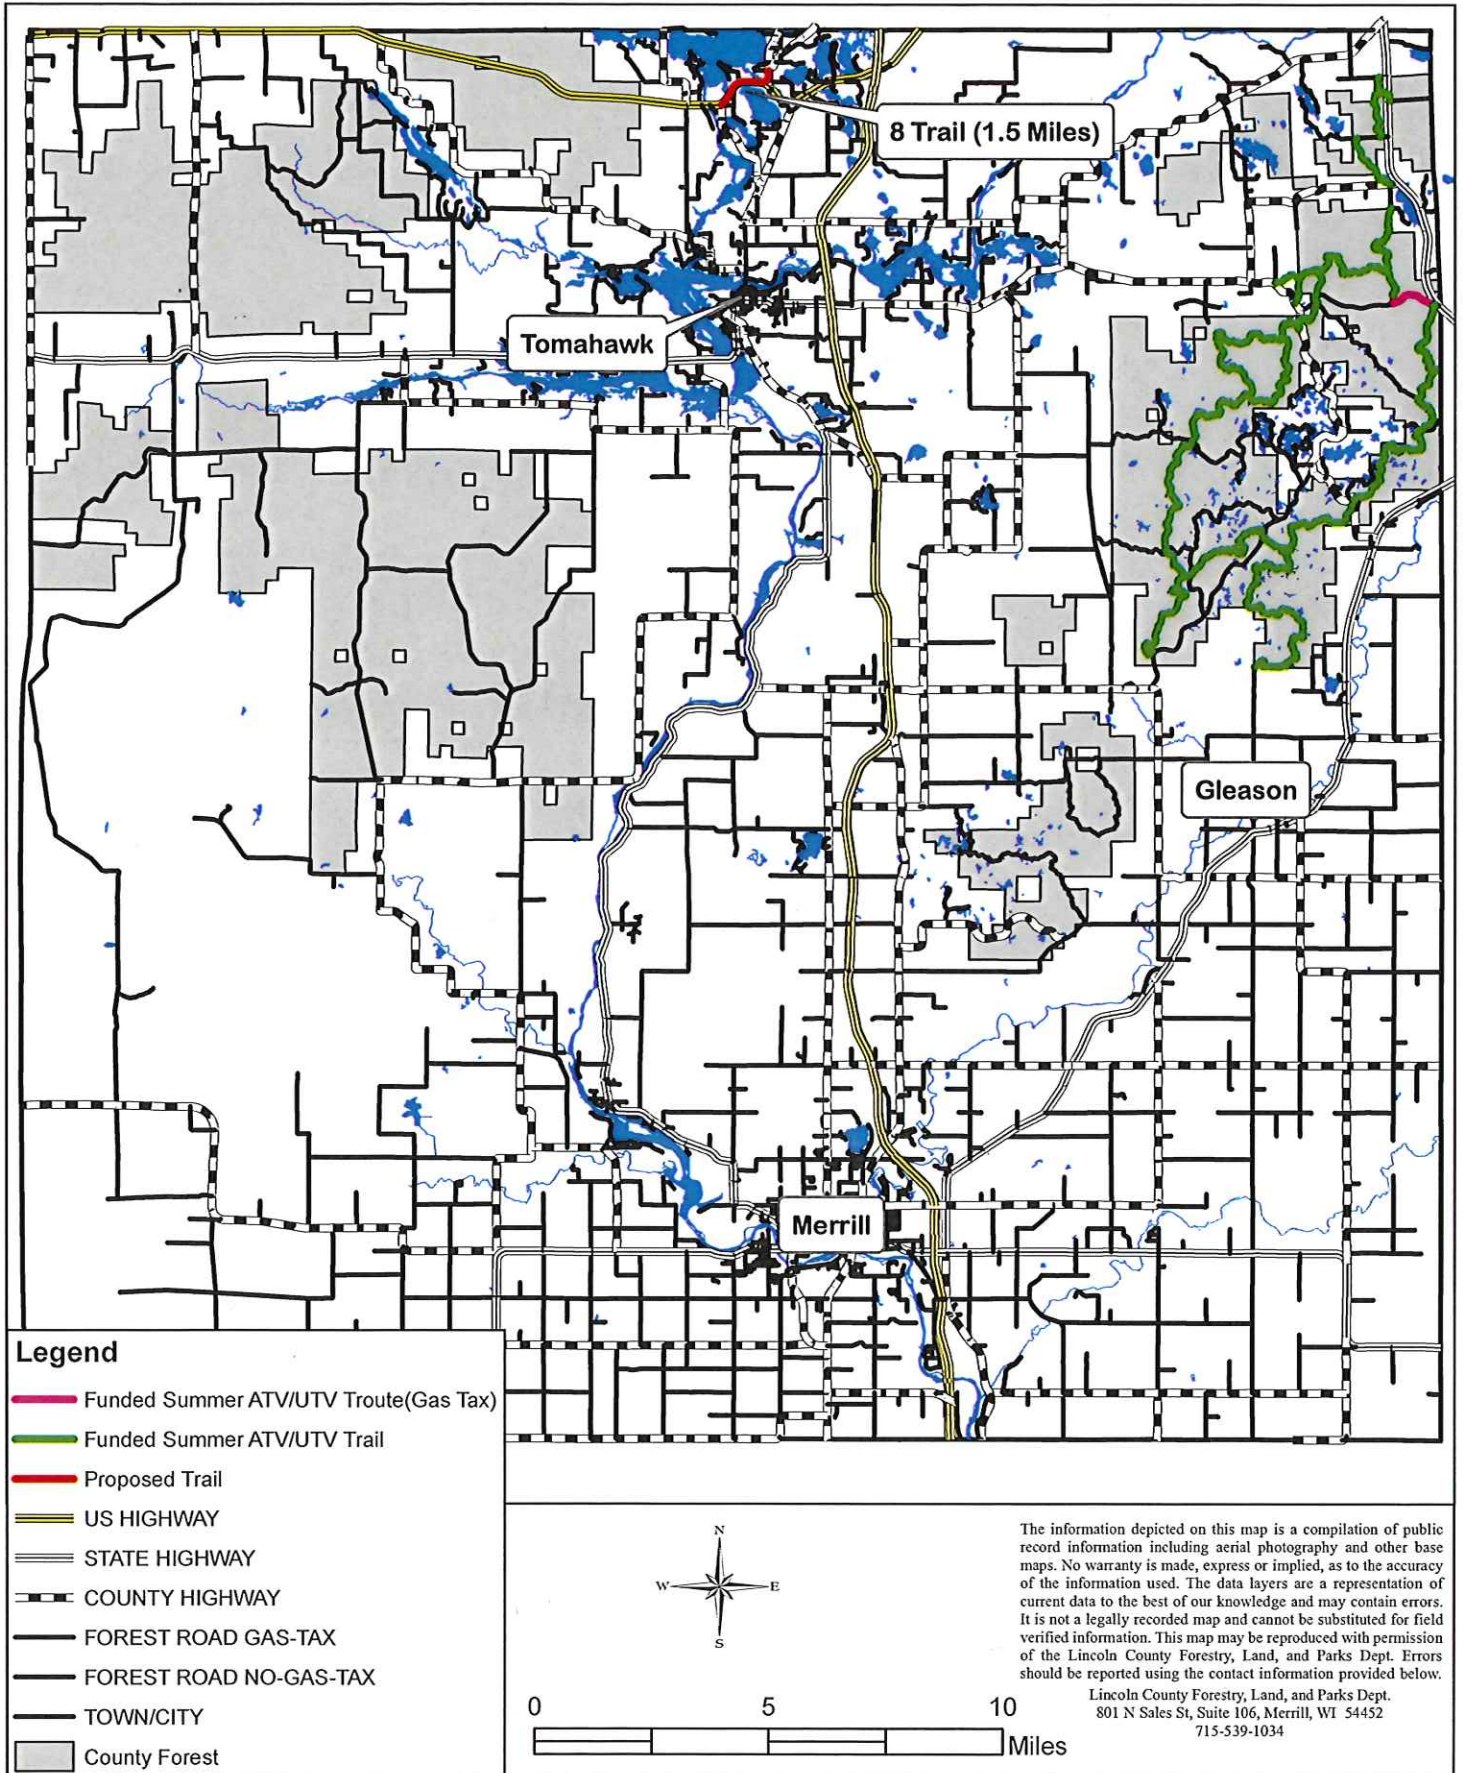 8 Trail (1.5 Miles)
Tomahawk
Gleason
Merrill
Legend
Funded Summer ATV/UTV Troute(Gas Tax)
Funded Summer ATV/UTV Trail
Proposed Trail
US HIGHWAY
STATE HIGHWAY
COUNTY HIGHWAY
FOREST ROAD GAS-TAX
FOREST ROAD NO-GAS-TAX
TOWN/CITY
County Forest
N
W E
S
0 5 10
Miles
The information depicted on this map is a compilation of public
record information including aerial photography and other base
maps. No warranty is made, express or implied, as to the accuracy
of the information used. The data layers are a representation of
current data to the best of our knowledge and may contain errors.
It is not a legally recorded map and cannot be substituted for field
verified information. This map may be reproduced with permission
of the Lincoln County Forestry, Land, and Parks Dept. Errors
should be reported using the contact information provided below.
Lincoln County Forestry, Land, and Parks Dept.
801 N Sales St, Suite 106, Merrill, WI 54452
715-539-1034